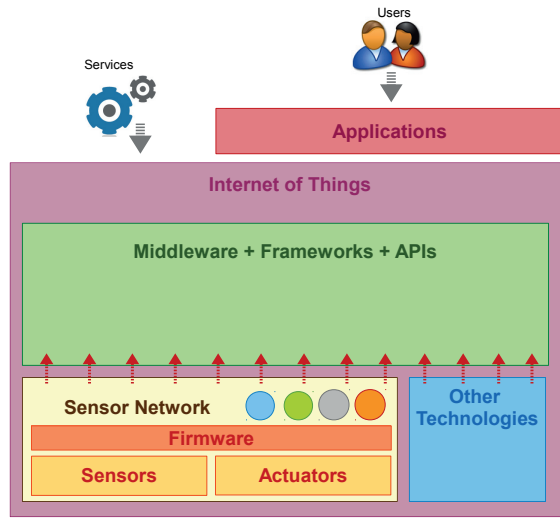 Users
Services
Applications
Internet of Things
Middleware + Frameworks + APIs
Sensor Network
Other
Technologies
Firmware
Sensors
Actuators